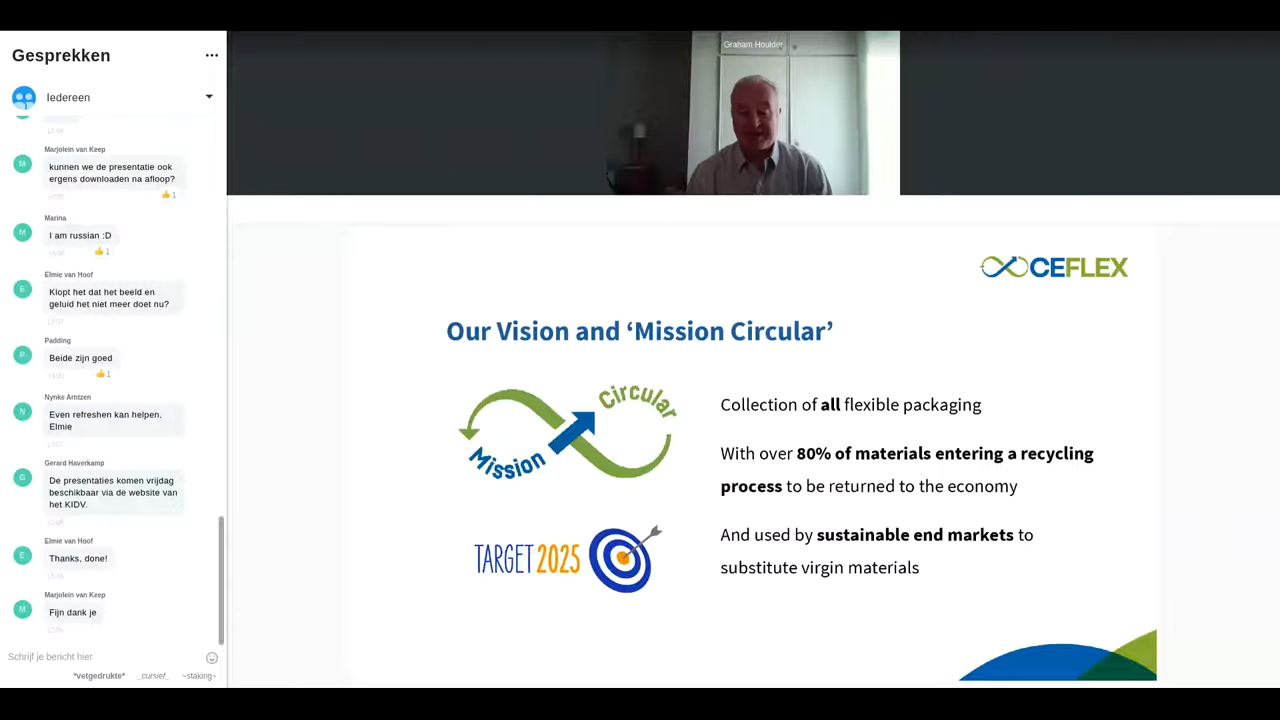 Gesprekken
Iedereen
Marjolein van Keep
M
kunnen we de presentatie ook
ergens downloaden na afloop?
1
Marina
M
I am russian :D
1
Elmie van Hoof
E
Klopt het dat het beeld en
geluid het niet meer doet nu?
Padding
P
Beide zijn goed
1
Nynke Arntzen
N
Even refreshen kan helpen,
Elmie
Gerard Haverkamp
G
De presentaties komen vrijdag
beschikbaar via de website van
het KIDV.
Elmie van Hoof
E
Thanks, done!
Marjolein van Keep
M
Fijn dank je
Schrijf je bericht hier
*vetgedrukte* _cursief_ ~staking~
Graham Houlder
CEFLEX
Our Vision and ‘Mission Circular’
Mission Circular
TARGET 2025
Collection of all flexible packaging
With over 80% of materials entering a recycling
process to be returned to the economy
And used by sustainable end markets to
substitute virgin materials